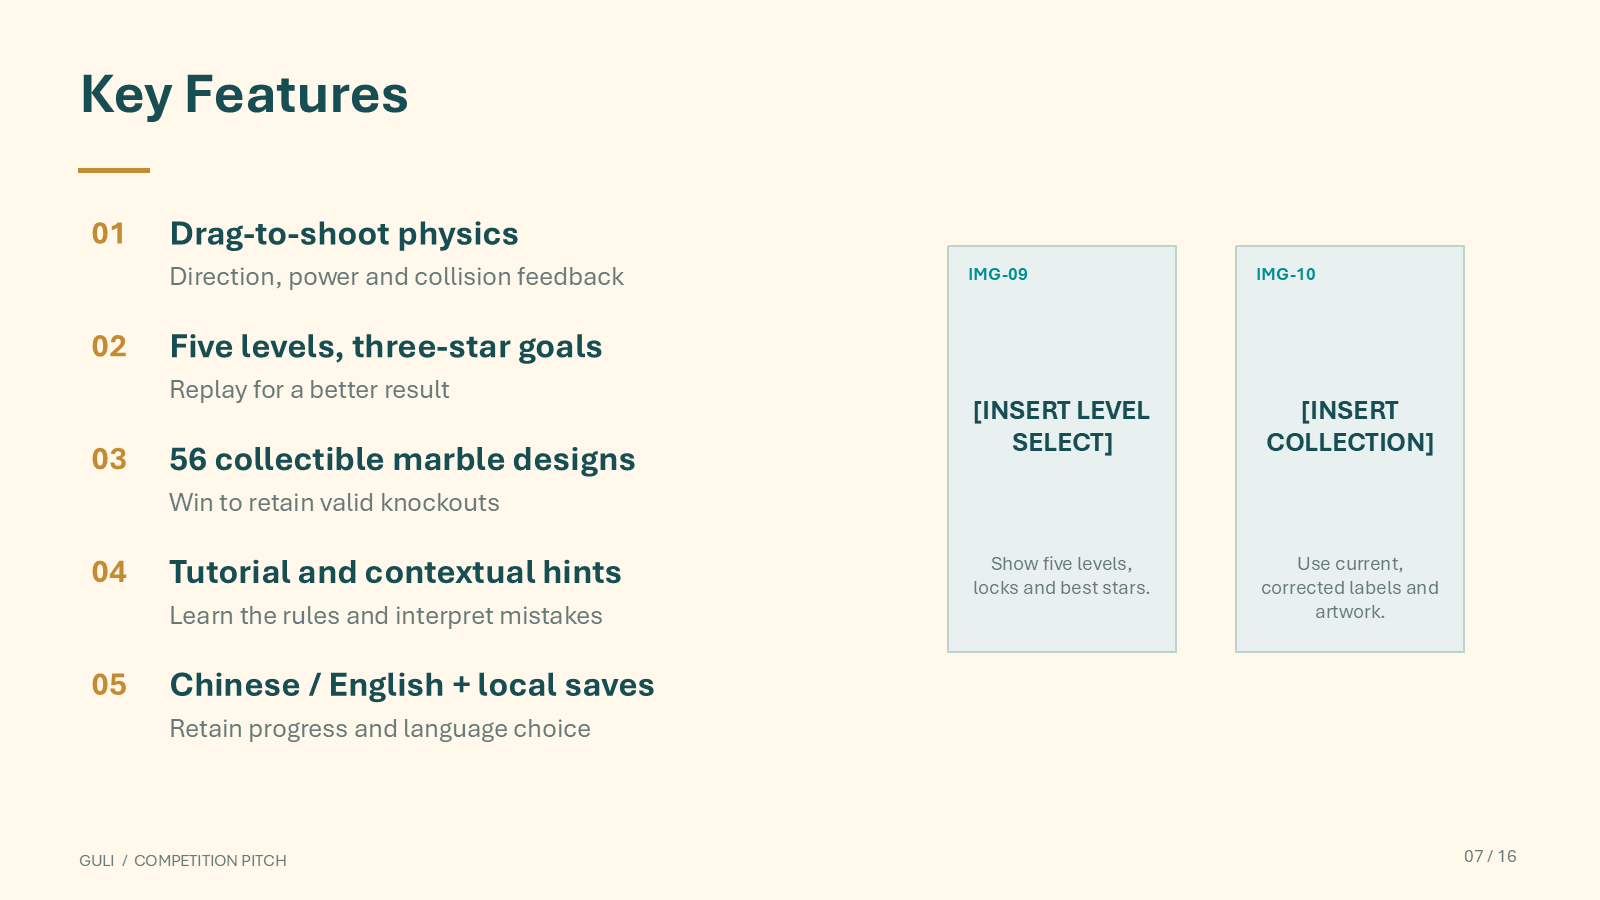 Key Features
01
Drag-to-shoot physics
Direction, power and collision feedback
02
Five levels, three-star goals
Replay for a better result
03
56 collectible marble designs
Win to retain valid knockouts
04
Tutorial and contextual hints
Learn the rules and interpret mistakes
05
Chinese / English + local saves
Retain progress and language choice
IMG-09
[INSERT LEVEL
SELECT]
Show five levels,
locks and best stars.
IMG-10
[INSERT
COLLECTION]
Use current,
corrected labels and
artwork.
GULI / COMPETITION PITCH
07 / 16